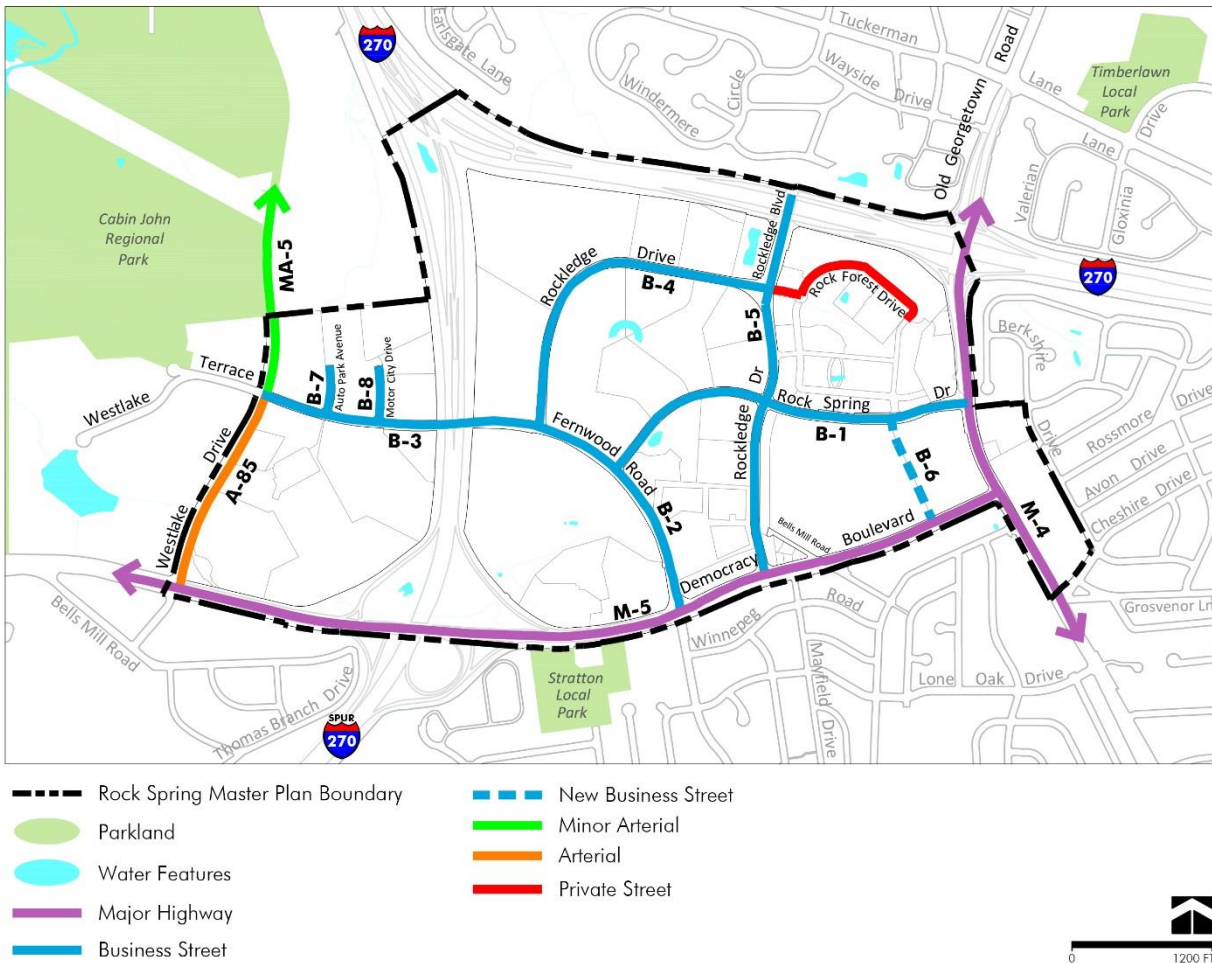 270
Earlsgate Lane
Tuckerman
Lane
Wayside Drive
Windermere
Circle
Old Georgetown
Road
Timberlawn
Local
Park
Drive
Lane
Valerian
Gloxinia
270
Cabin John
Regional
Park
MA-5
Rockledge Drive
B-4
Rockledge Blvd
Rock Forest Drive
B-5
Berkshire
Drive
Terrace
Westlake
B-7
Auto Park Avenue
B-8
Motor City Drive
B-3
Fernwood
Road
B-2
Rockledge
Dr
Rock Spring Dr
B-1
B-6
Rossmore Drive
Avon Drive
Cheshire Drive
M-4
Westlake
Drive
A-85
Bells Mill Road
Democracy Boulevard
Bells Mill Road
M-5
Winnepeg Road
Mayfield Drive
Lone Oak Drive
Grosvenor Ln
Stratton
Local
Park
Thomas Branch Drive
SPUR
270
Rock Spring Master Plan Boundary
Parkland
Water Features
Major Highway
Business Street
New Business Street
Minor Arterial
Arterial
Private Street
0 1200 FT